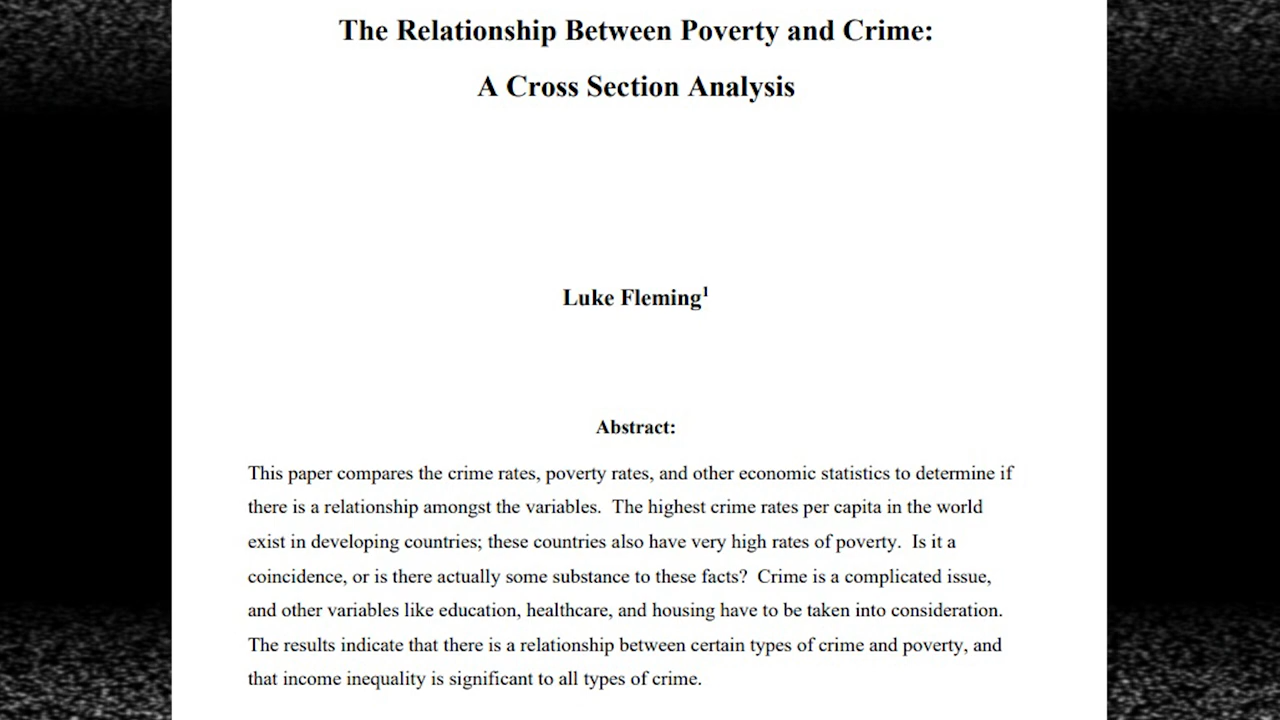 The Relationship Between Poverty and Crime:
A Cross Section Analysis
Luke Fleming¹
Abstract:
This paper compares the crime rates, poverty rates, and other economic statistics to determine if
there is a relationship amongst the variables.  The highest crime rates per capita in the world
exist in developing countries; these countries also have very high rates of poverty.  Is it a
coincidence, or is there actually some substance to these facts?  Crime is a complicated issue,
and other variables like education, healthcare, and housing have to be taken into consideration.
The results indicate that there is a relationship between certain types of crime and poverty, and
that income inequality is significant to all types of crime.